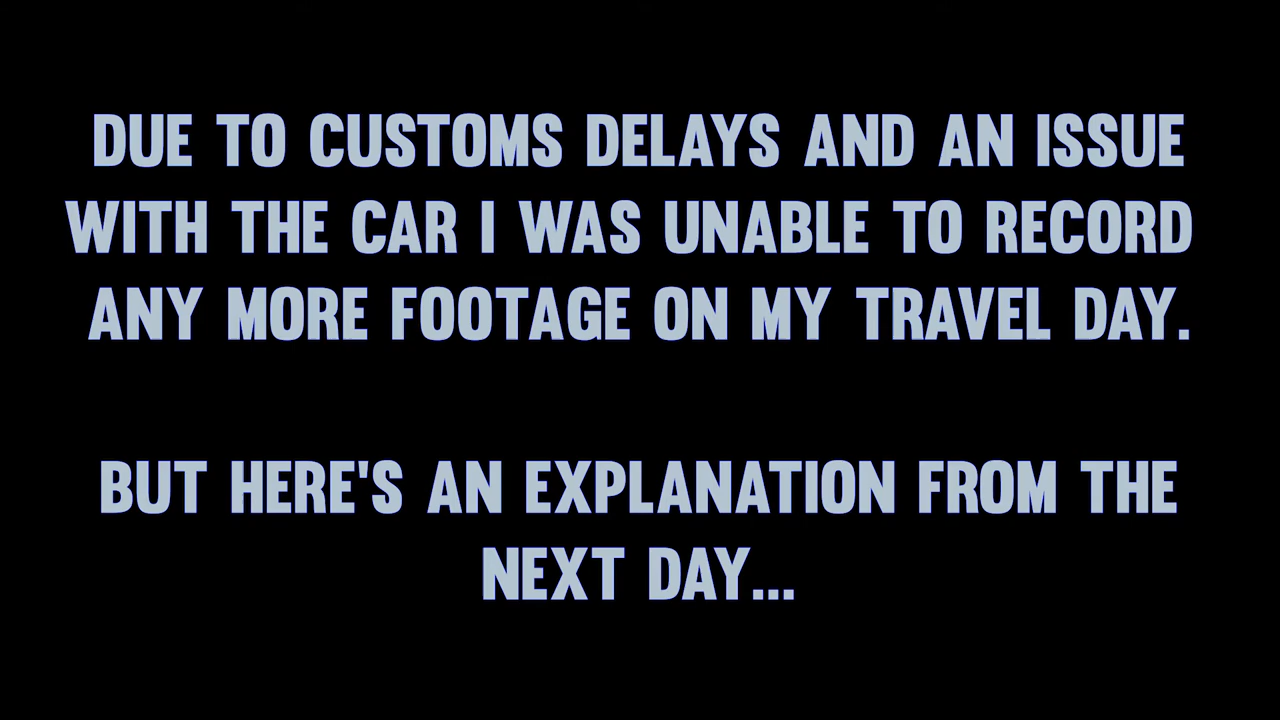 DUE TO CUSTOMS DELAYS AND AN ISSUE
WITH THE CAR I WAS UNABLE TO RECORD
ANY MORE FOOTAGE ON MY TRAVEL DAY.
BUT HERE'S AN EXPLANATION FROM THE
NEXT DAY...